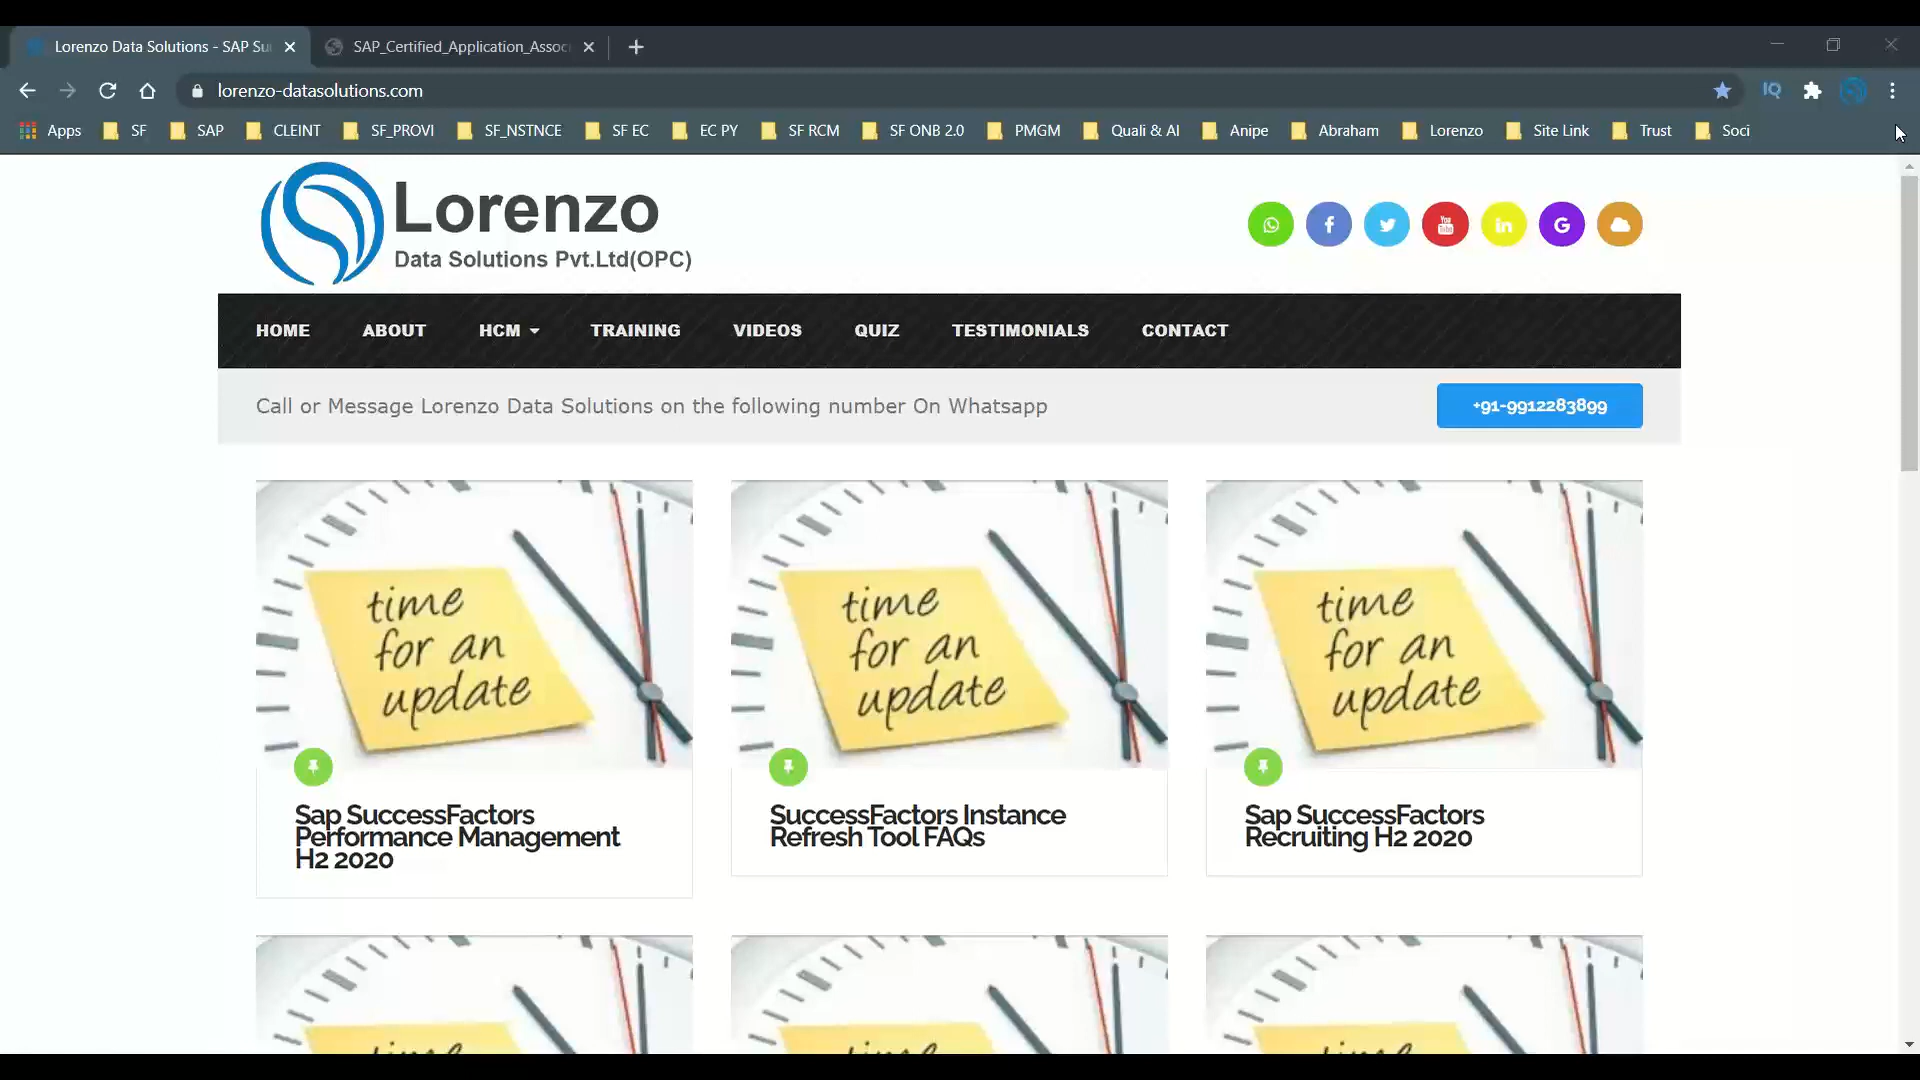 Lorenzo Data Solutions - SAP Su
SAP_Certified_Application_Assoc
lorenzo-datasolutions.com
IQ
Apps SF SAP CLEINT SF_PROVI SF_NSTNCE SF EC EC PY SF RCM SF ONB 2.0 PMGM Quali & AI Anipe Abraham Lorenzo Site Link Trust Soci
Lorenzo
Data Solutions Pvt.Ltd(OPC)
f You Tube in G
HOME ABOUT HCM TRAINING VIDEOS QUIZ TESTIMONIALS CONTACT
Call or Message Lorenzo Data Solutions on the following number On Whatsapp
+91-9912283899
time
for an
update
time
for an
update
time
for an
update
Sap SuccessFactors
Performance Management
H2 2020
SuccessFactors Instance
Refresh Tool FAQs
Sap SuccessFactors
Recruiting H2 2020